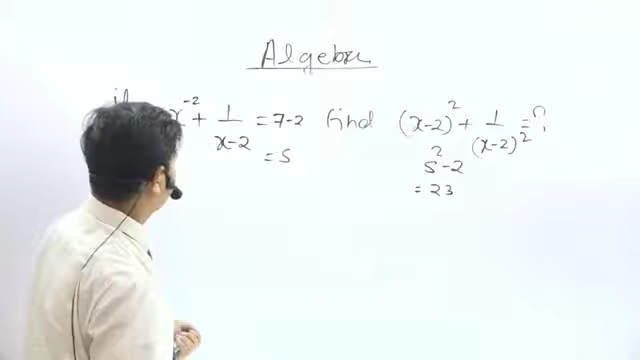 Algebra
if x-2 + 1/x-2 = 7-2 find (x-2)² + 1/(x-2)² = ?
= 5
5² - 2
= 23